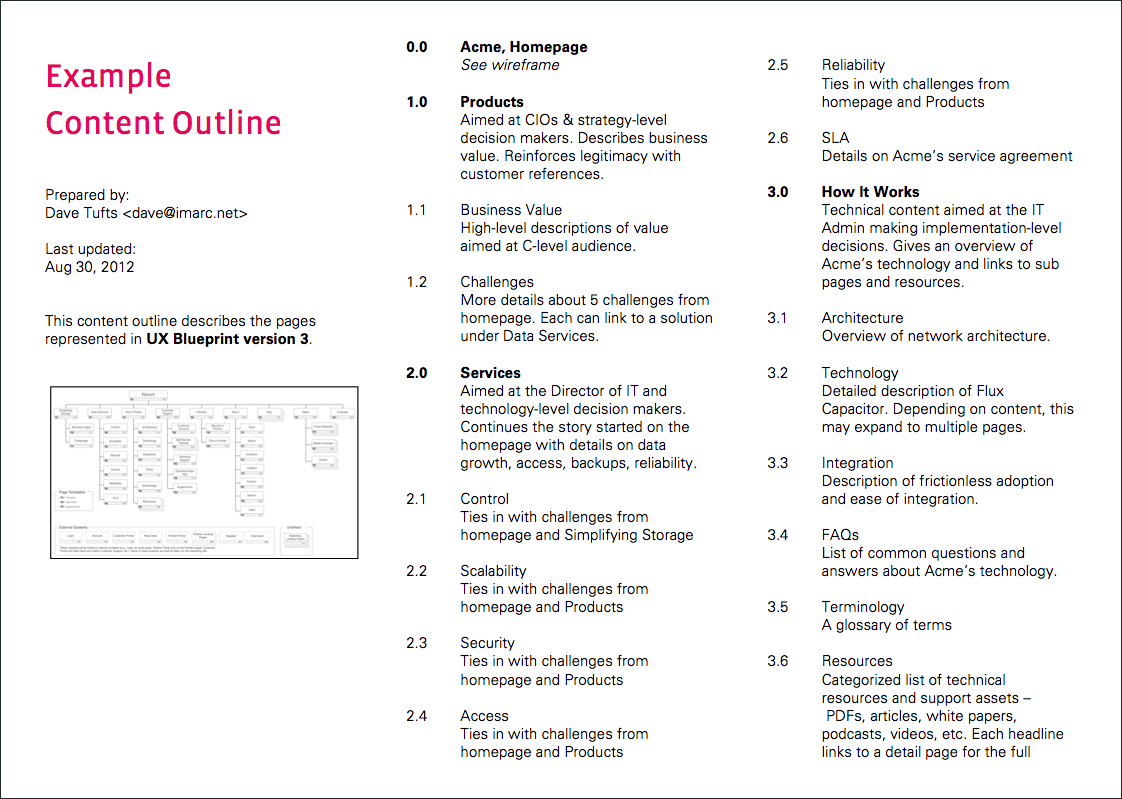 Example
Content Outline
Prepared by:
Dave Tufts <dave@imarc.net>
Last updated:
Aug 30, 2012
This content outline describes the pages
represented in UX Blueprint version 3.
Page Templates
External Systems
0.0 Acme, Homepage
See wireframe
1.0 Products
Aimed at CIOs & strategy-level
decision makers. Describes business
value. Reinforces legitimacy with
customer references.
1.1 Business Value
High-level descriptions of value
aimed at C-level audience.
1.2 Challenges
More details about 5 challenges from
homepage. Each can link to a solution
under Data Services.
2.0 Services
Aimed at the Director of IT and
technology-level decision makers.
Continues the story started on the
homepage with details on data
growth, access, backups, reliability.
2.1 Control
Ties in with challenges from
homepage and Simplifying Storage
2.2 Scalability
Ties in with challenges from
homepage and Products
2.3 Security
Ties in with challenges from
homepage and Products
2.4 Access
Ties in with challenges from
homepage and Products
2.5 Reliability
Ties in with challenges from
homepage and Products
2.6 SLA
Details on Acme’s service agreement
3.0 How It Works
Technical content aimed at the IT
Admin making implementation-level
decisions. Gives an overview of
Acme’s technology and links to sub
pages and resources.
3.1 Architecture
Overview of network architecture.
3.2 Technology
Detailed description of Flux
Capacitor. Depending on content, this
may expand to multiple pages.
3.3 Integration
Description of frictionless adoption
and ease of integration.
3.4 FAQs
List of common questions and
answers about Acme’s technology.
3.5 Terminology
A glossary of terms
3.6 Resources
Categorized list of technical
resources and support assets –
PDFs, articles, white papers,
podcasts, videos, etc. Each headline
links to a detail page for the full